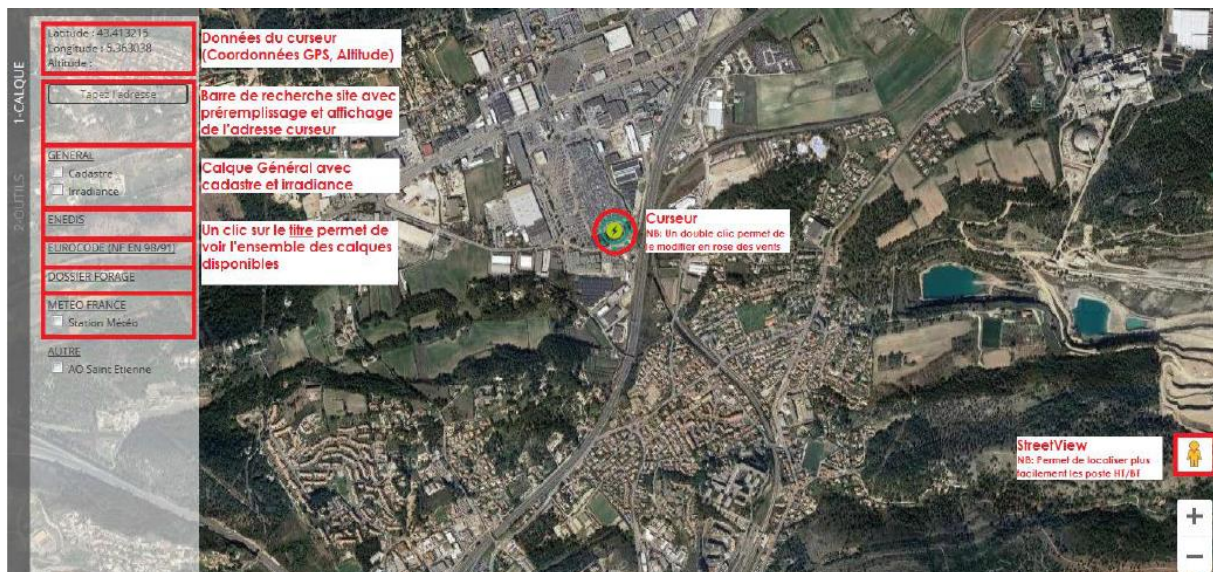 Latitude : 43.413215
Longitude : 5.363038
Altitude :
Données du curseur
(Coordonnées GPS, Altitude)
1-CALQUE
Tapez l'adresse
Barre de recherche site avec
préremplissage et affichage
de l'adresse curseur
GENERAL
Cadastre
Irradiance
Calque Général avec
cadastre et irradiance
2-OUTILS
ENEDIS
EUROCODE (NF EN 98/91)
DOSSIER FORAGE
METEO FRANCE
Station Météo
Un clic sur le titre permet de
voir l'ensemble des calques
disponibles
AUTRE
AO Saint Etienne
Curseur
NB: Un double clic permet de
le modifier en rose des vents
StreetView
NB: Permet de localiser plus
facilement les poste HT/BT
+
−